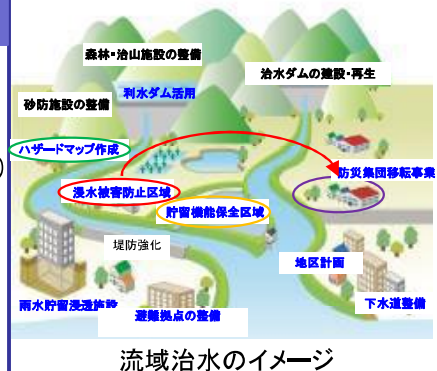 森林・治山施設の整備
治水ダムの建設・再生
利水ダム活用
砂防施設の整備
ハザードマップ作成
防災集団移転事業
浸水被害防止区域
貯留機能保全区域
堤防強化
地区計画
雨水貯留浸透施設
下水道整備
避難拠点の整備
流域治水のイメージ